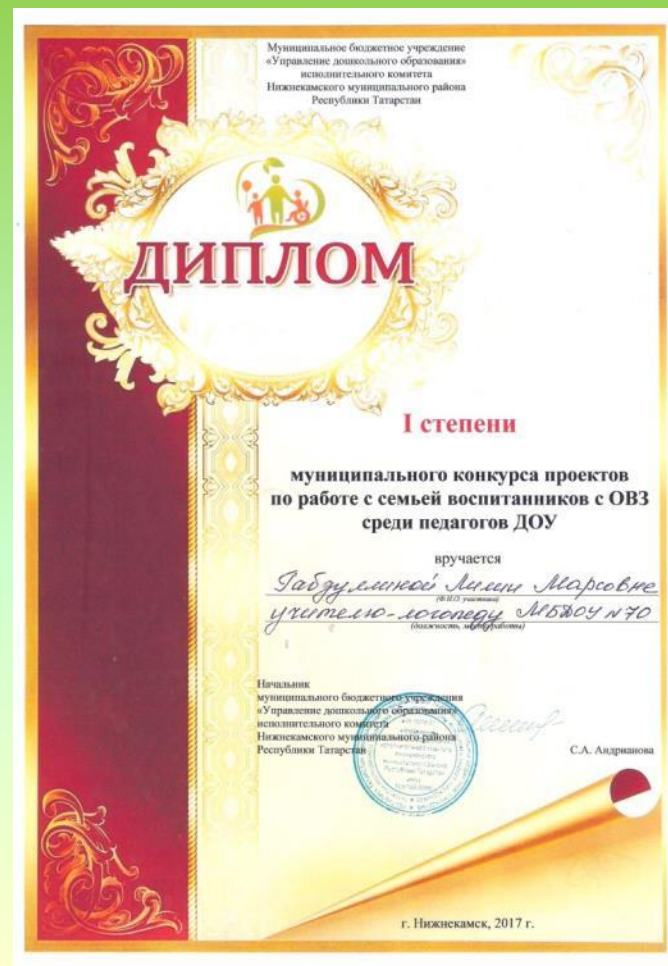 Муниципальное бюджетное учреждение
«Управление дошкольного образования»
исполнительного комитета
Нижнекамского муниципального района
Республики Татарстан
ДИПЛОМ
I степени
муниципального конкурса проектов
по работе с семьей воспитанников с ОВЗ
среди педагогов ДОУ
вручается
Габдуллиной Лилии Марсовне
(Ф.И.О. участника)
учителю-логопеду МБДОУ №70
(должность, место работы)
Начальник
муниципального бюджетного учреждения
«Управление дошкольного образования»
исполнительного комитета
Нижнекамского муниципального района
Республики Татарстан
С.А. Андрианова
г. Нижнекамск, 2017 г.